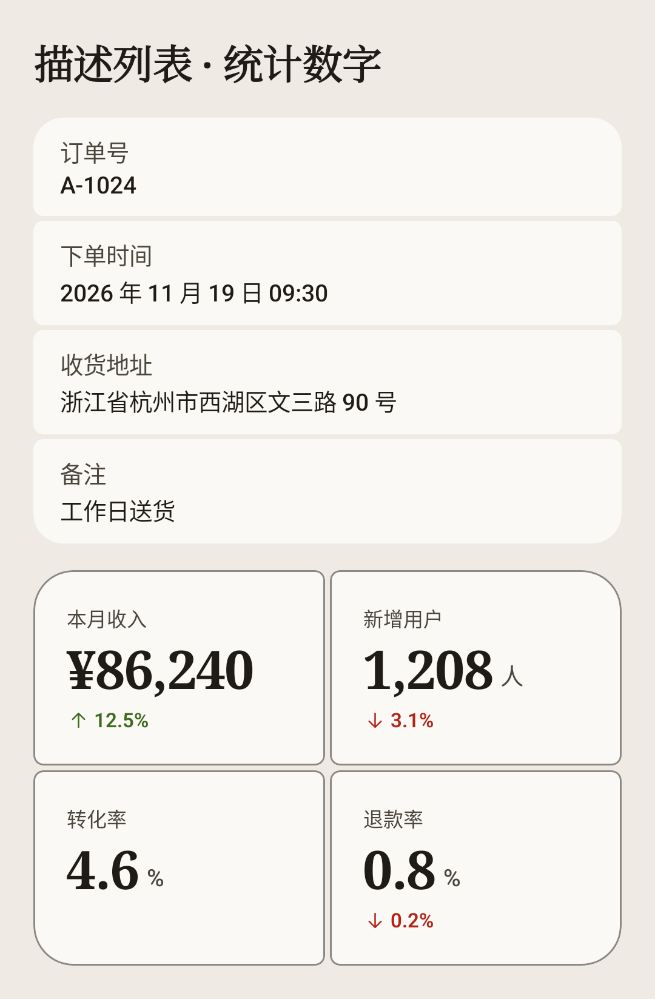 描述列表 · 统计数字
订单号
A-1024
下单时间
2026 年 11 月 19 日 09:30
收货地址
浙江省杭州市西湖区文三路 90 号
备注
工作日送货
本月收入
¥86,240
↑ 12.5%
新增用户
1,208 人
↓ 3.1%
转化率
4.6 %
退款率
0.8 %
↓ 0.2%